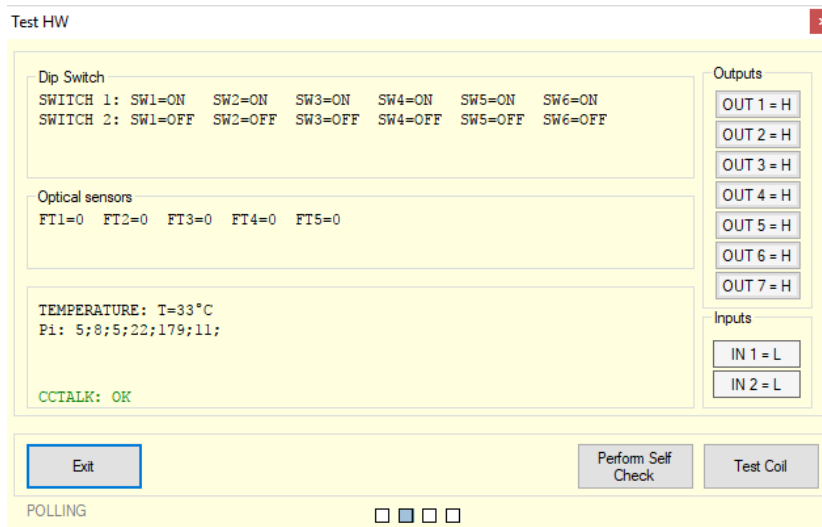 Test HW
Dip Switch
SWITCH 1: SW1=ON SW2=ON SW3=ON SW4=ON SW5=ON SW6=ON
SWITCH 2: SW1=OFF SW2=OFF SW3=OFF SW4=OFF SW5=OFF SW6=OFF
Optical sensors
FT1=0 FT2=0 FT3=0 FT4=0 FT5=0
TEMPERATURE: T=33°C
Pi: 5;8;5;22;179;11;
CCTALK: OK
Outputs
OUT 1 = H
OUT 2 = H
OUT 3 = H
OUT 4 = H
OUT 5 = H
OUT 6 = H
OUT 7 = H
Inputs
IN 1 = L
IN 2 = L
Exit
Perform Self
Check
Test Coil
POLLING